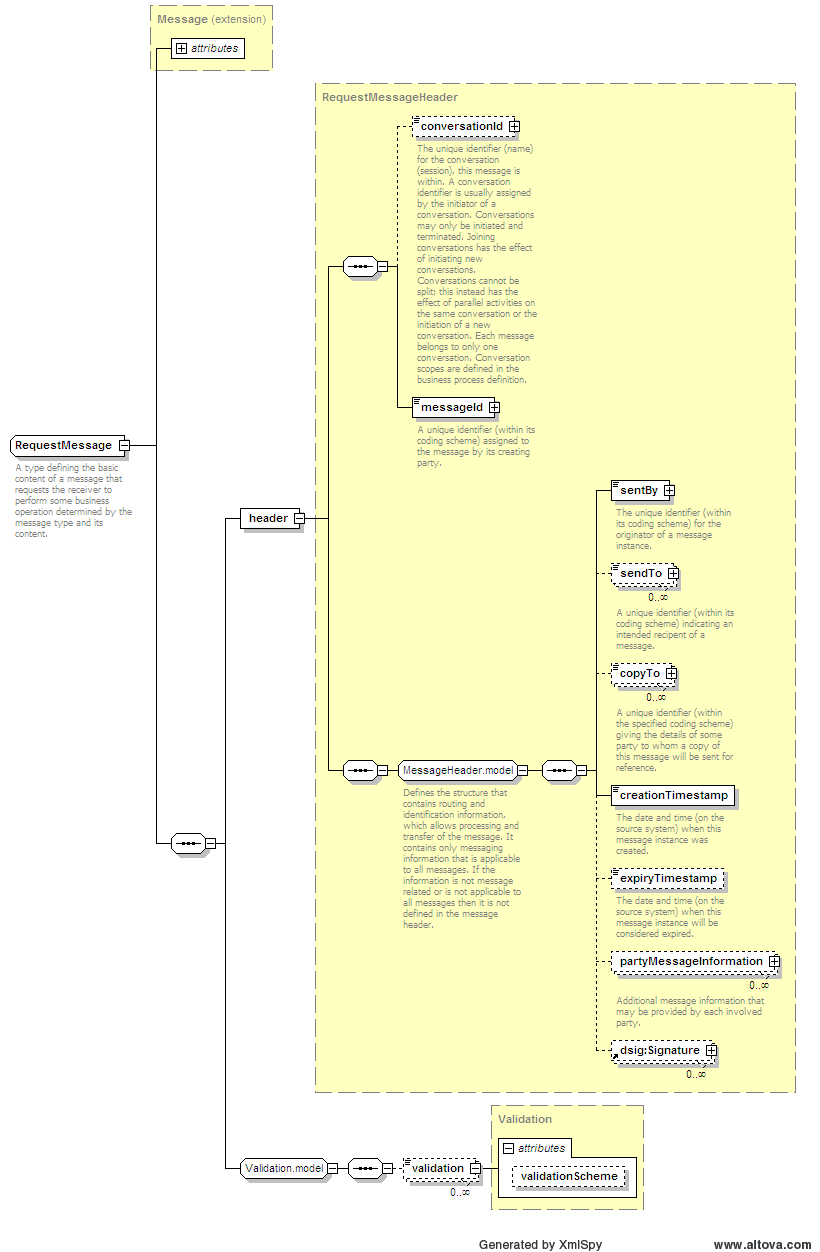 Message (extension)
attributes
RequestMessageHeader
conversationId
The unique identifier (name)
for the conversation
(session), this message is
within. A conversation
identifier is usually assigned
by the initiator of a
conversation. Conversations
may only be initiated and
terminated. Joining
conversations has the effect
of initiating new
conversations.
Conversations cannot be
split; this instead has the
effect of parallel activities on
the same conversation or the
initiation of a new
conversation. Each message
belongs to only one
conversation. Conversation
scopes are defined in the
business process definition.
messageId
A unique identifier (within its
coding scheme) assigned to
the message by its creating
party.
RequestMessage
A type defining the basic
content of a message that
requests the receiver to
perform some business
operation determined by the
message type and its
content.
header
sentBy
The unique identifier (within
its coding scheme) for the
originator of a message
instance.
sendTo
0..∞
A unique identifier (within its
coding scheme) indicating an
intended recipent of a
message.
copyTo
0..∞
A unique identifier (within
the specified coding scheme)
giving the details of some
party to whom a copy of
this message will be sent for
reference.
MessageHeader.model
Defines the structure that
contains routing and
identification information,
which allows processing and
transfer of the message. It
contains only messaging
information that is applicable
to all messages. If the
information is not message
related or is not applicable to
all messages then it is not
defined in the message
header.
creationTimestamp
The date and time (on the
source system) when this
message instance was
created.
expiryTimestamp
The date and time (on the
source system) when this
message instance will be
considered expired.
partyMessageInformation
0..∞
Additional message information that
may be provided by each involved
party.
dsig:Signature
0..∞
Validation
attributes
Validation.model
validation
0..∞
validationScheme
Generated by XmlSpy
www.altova.com